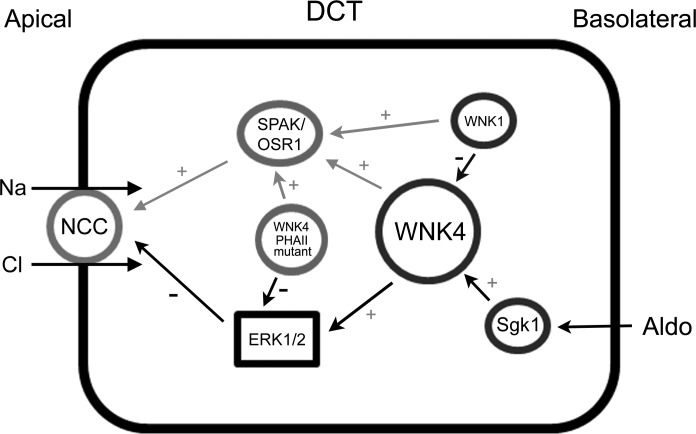 DCT
Apical
Basolateral
SPAK/
OSR1
+
WNK1
+
-
+
+
Na
NCC
WNK4
PHAII
mutant
WNK4
Cl
-
-
+
+
Sgk1
Aldo
ERK1/2